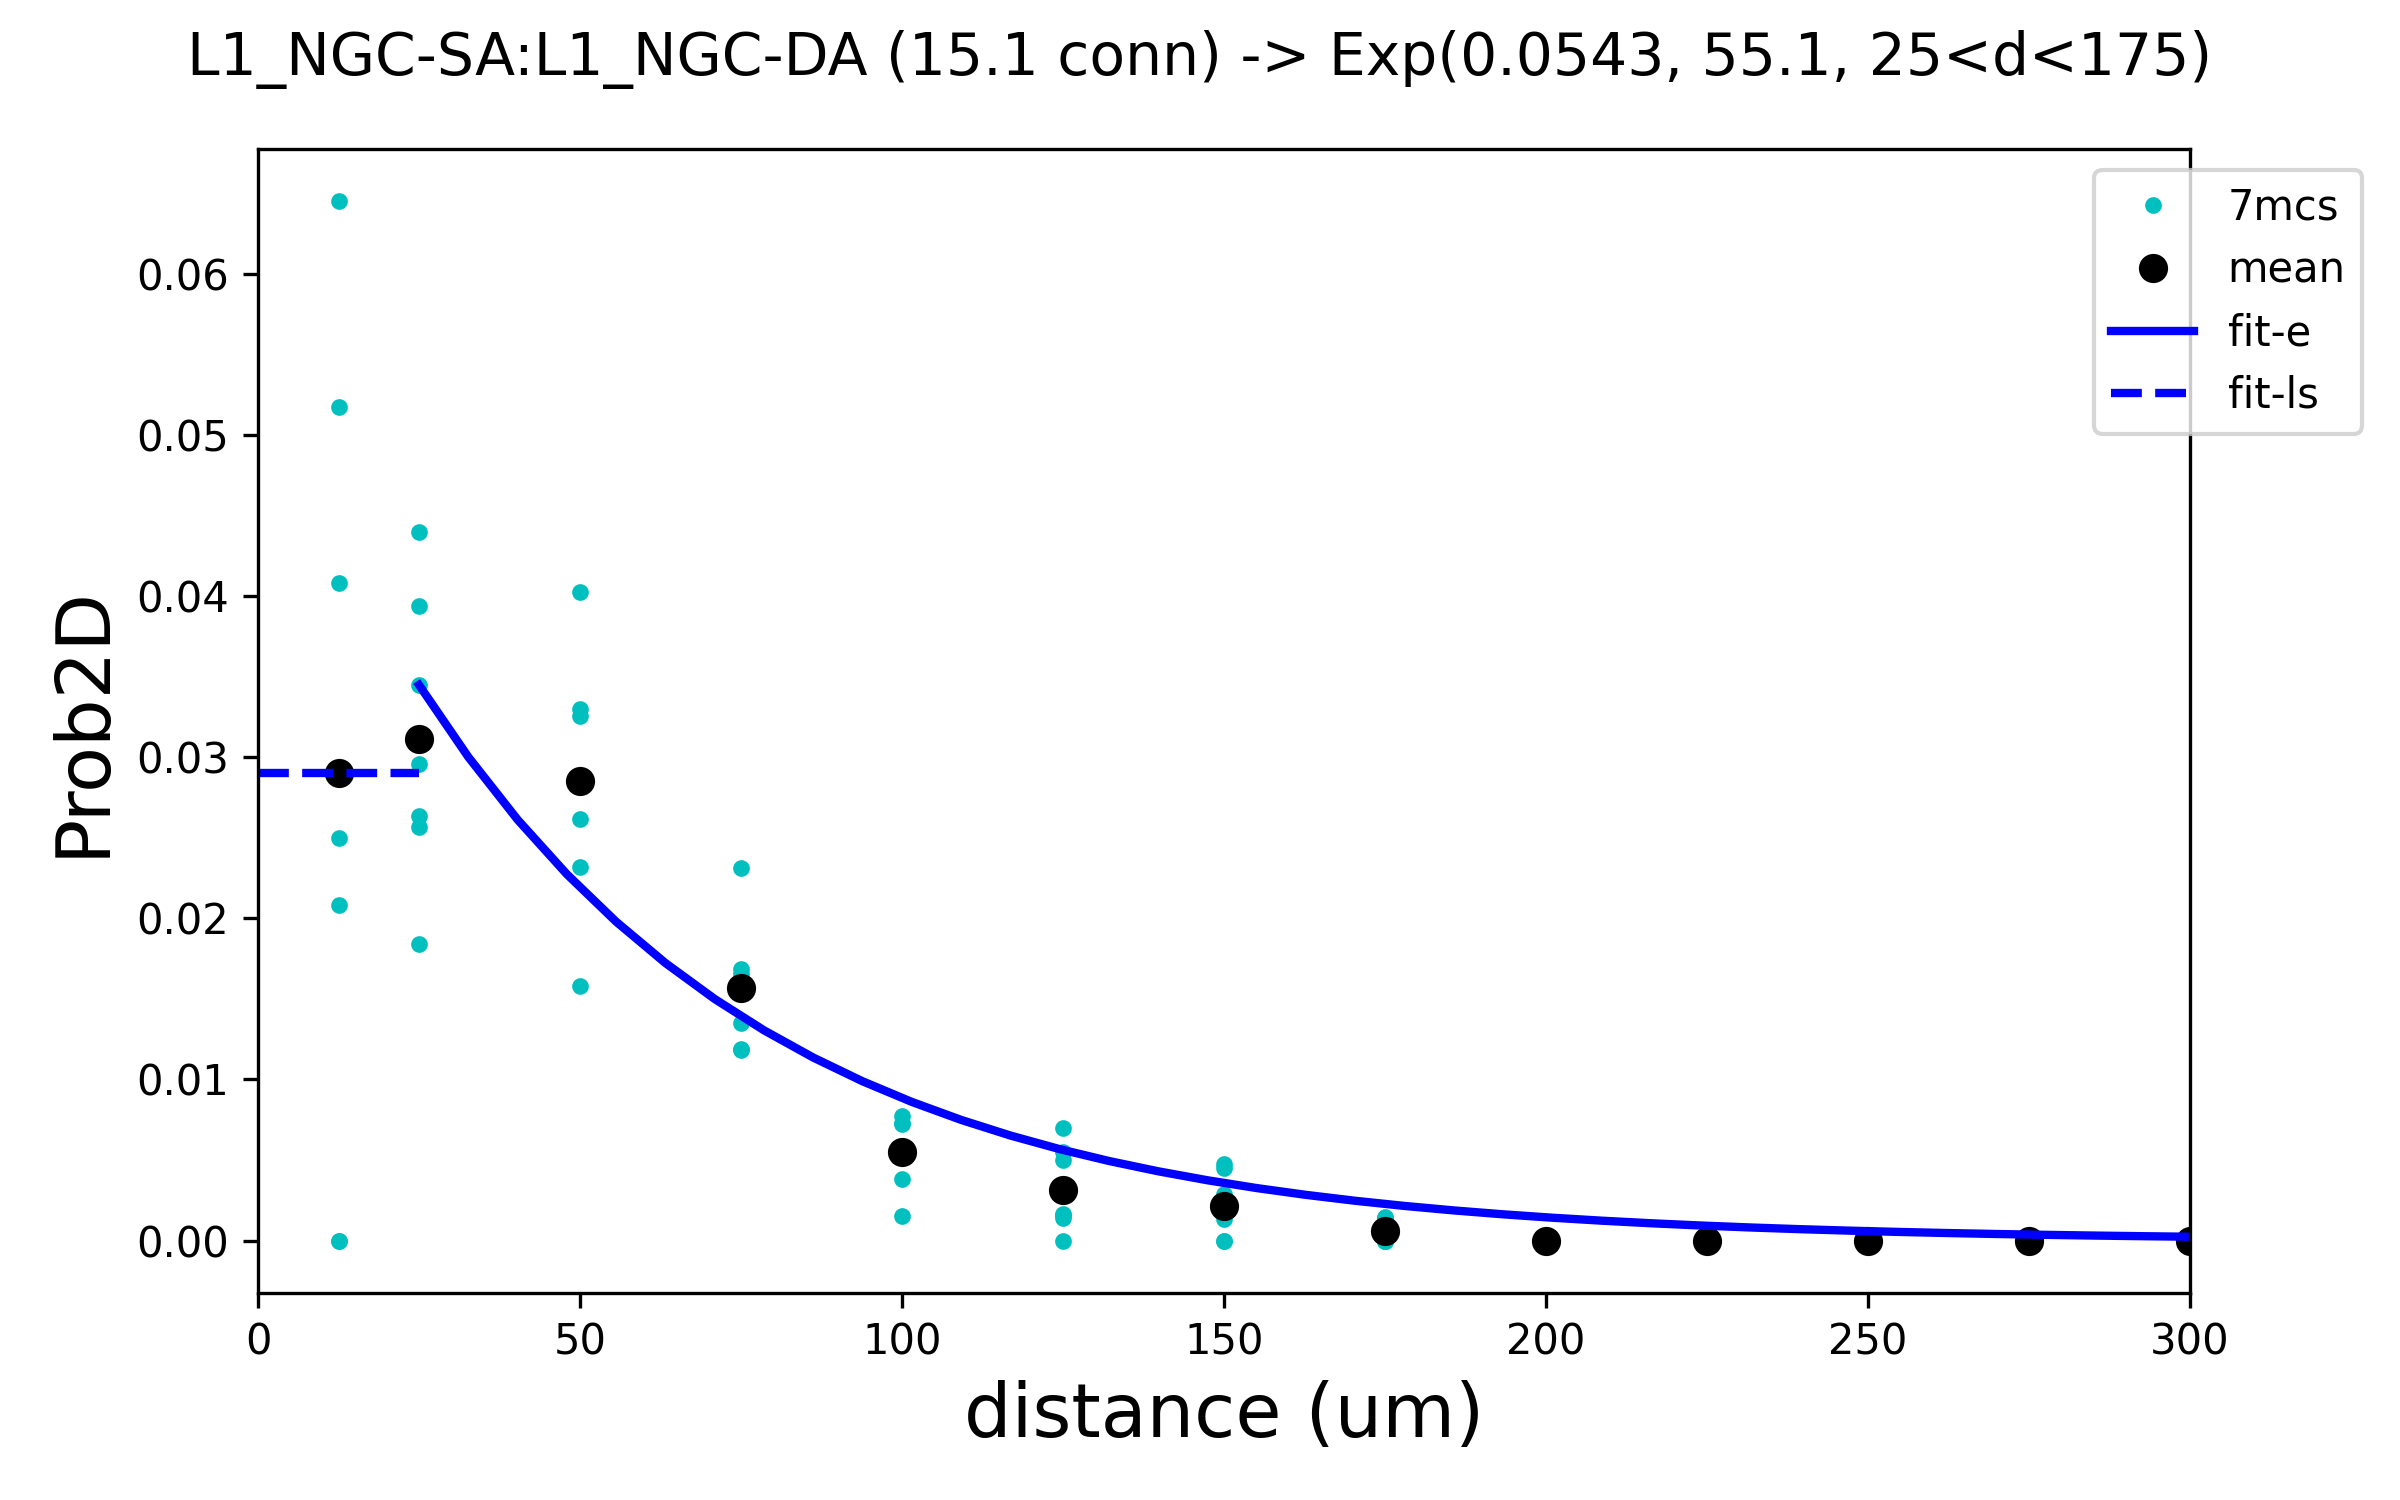 L1_NGC-SA:L1_NGC-DA (15.1 conn) -> Exp(0.0543, 55.1, 25<d<175)
7mcs
mean
fit-e
fit-ls
Prob2D
0.06
0.05
0.04
0.03
0.02
0.01
0.00
0 50 100 150 200 250 300
distance (um)